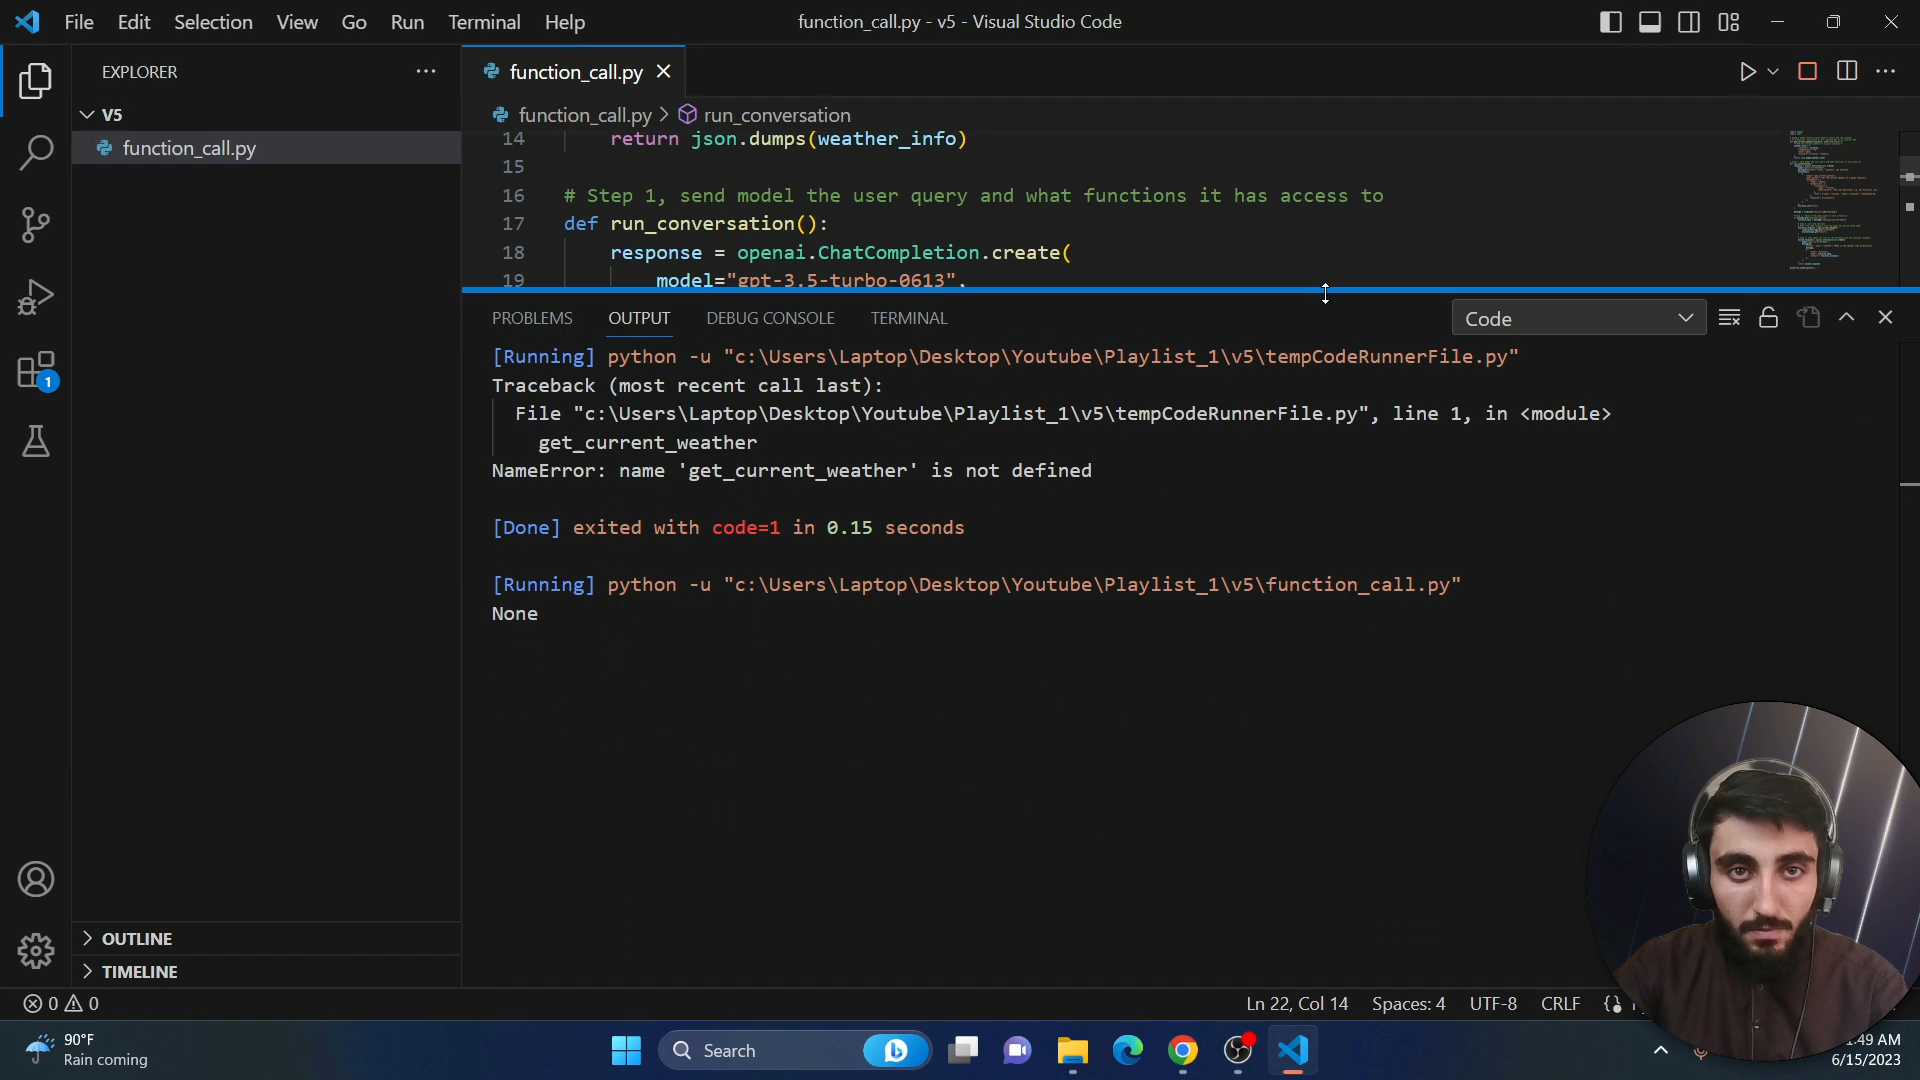 File Edit Selection View Go Run Terminal Help
function_call.py - v5 - Visual Studio Code
EXPLORER
function_call.py
V5
function_call.py
function_call.py > run_conversation
14 return json.dumps(weather_info)
15
16 # Step 1, send model the user query and what functions it has access to
17 def run_conversation():
18 response = openai.ChatCompletion.create(
19 model="gpt-3.5-turbo-0613",
PROBLEMS OUTPUT DEBUG CONSOLE TERMINAL
Code
[Running] python -u "c:\Users\Laptop\Desktop\Youtube\Playlist_1\v5\tempCodeRunnerFile.py"
Traceback (most recent call last):
File "c:\Users\Laptop\Desktop\Youtube\Playlist_1\v5\tempCodeRunnerFile.py", line 1, in <module>
get_current_weather
NameError: name 'get_current_weather' is not defined
[Done] exited with code=1 in 0.15 seconds
[Running] python -u "c:\Users\Laptop\Desktop\Youtube\Playlist_1\v5\function_call.py"
None
1
OUTLINE
TIMELINE
0 0
Ln 22, Col 14 Spaces: 4 UTF-8 CRLF
90°F
Rain coming
Search
:49 AM
6/15/2023